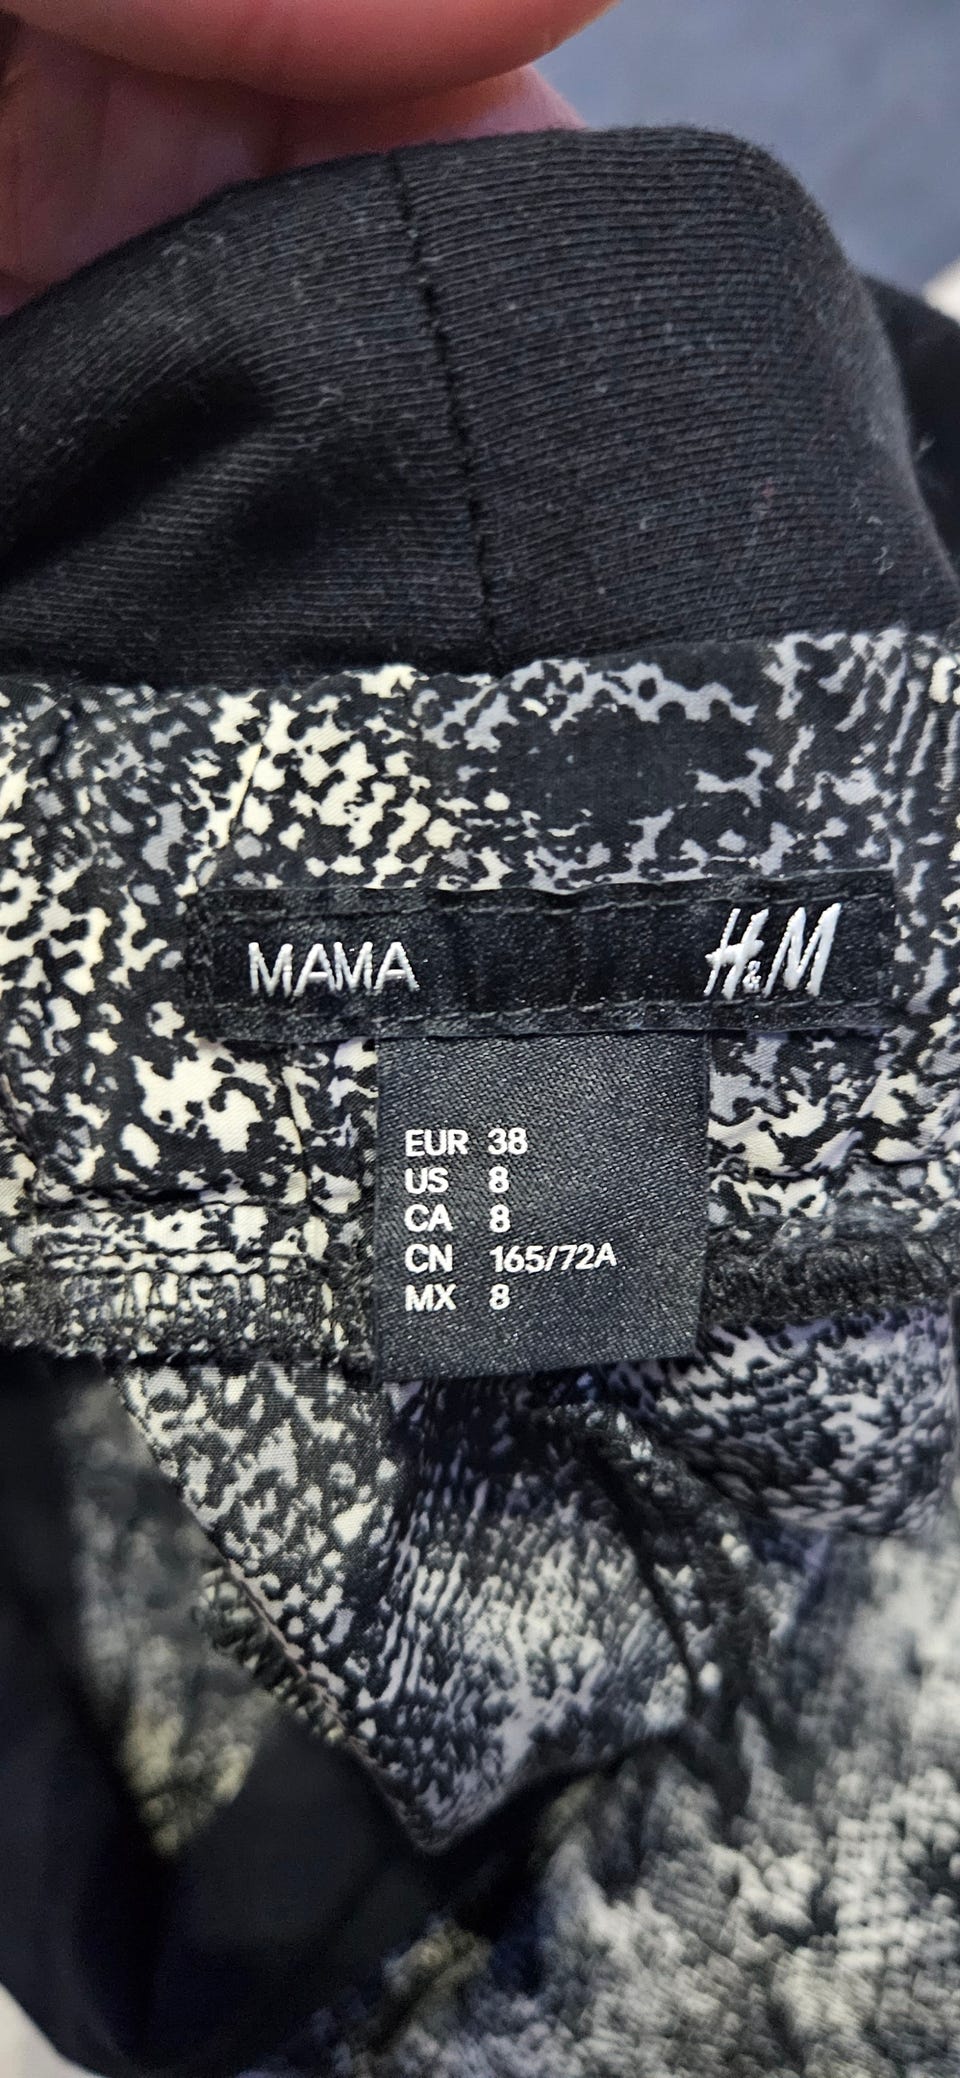 MAMA H&M
EUR 38
US 8
CA 8
CN 165/72A
MX 8